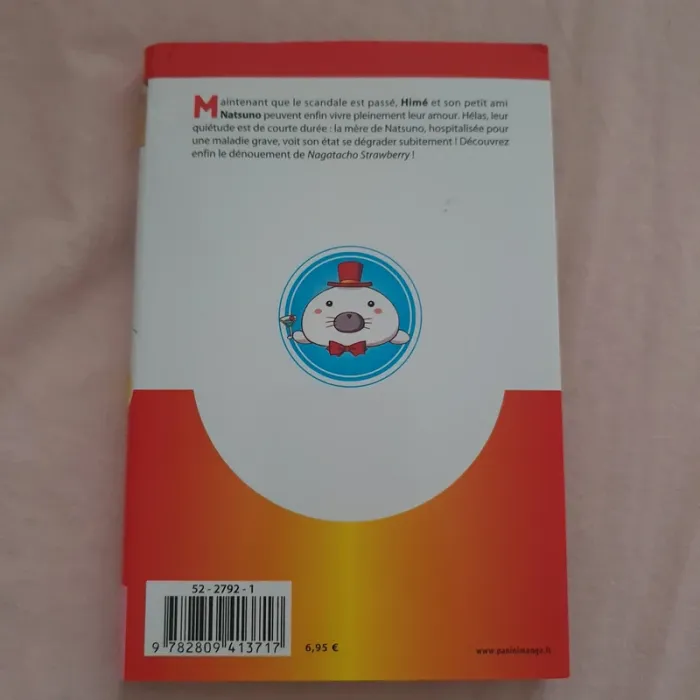 Maintenant que le scandale est passé, Himé et son petit ami
Natsuno peuvent enfin vivre pleinement leur amour. Hélas, leur
quiétude est de courte durée : la mère de Natsuno, hospitalisée pour
une maladie grave, voit son état se dégrader subitement ! Découvrez
enfin le dénouement de Nagatacho Strawberry !
52-2792-1
9 782809 413717
6,95 €
www.paninimanga.fr